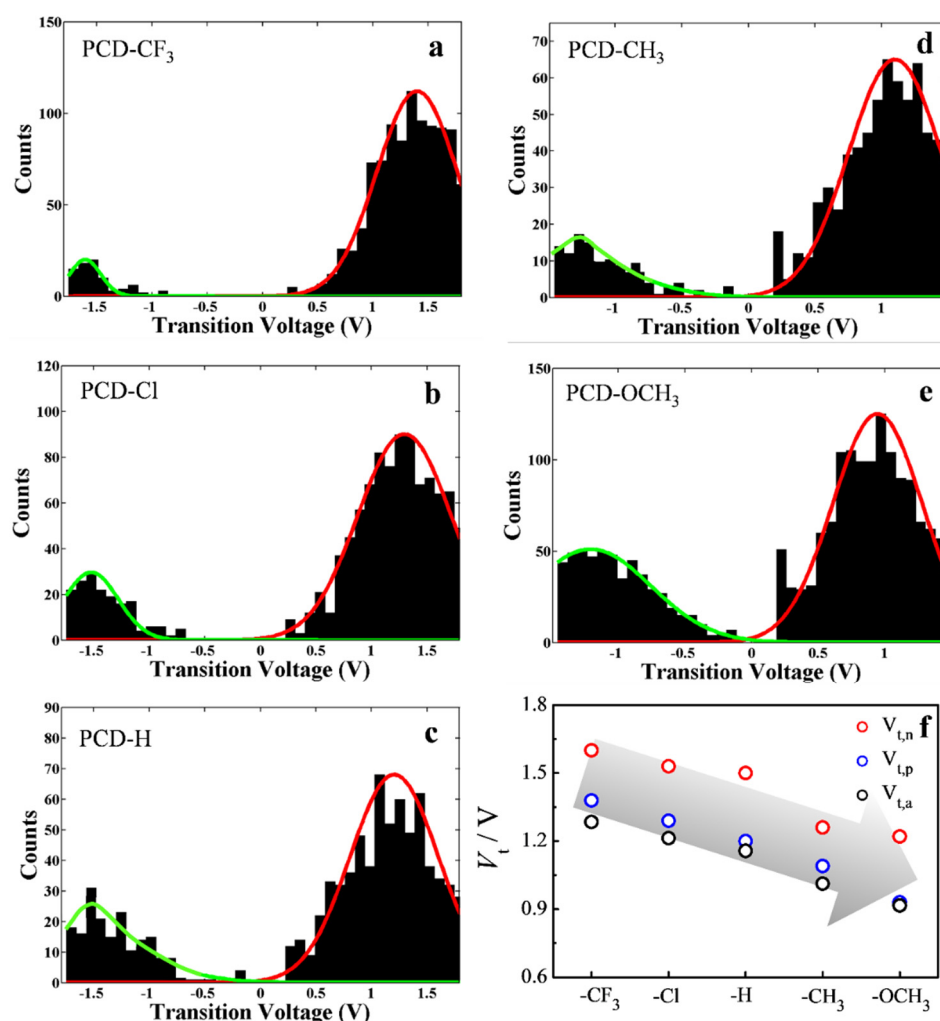 a
PCD-CF₃
150
100
50
0
Counts
-1.5 -1 -0.5 0 0.5 1 1.5
Transition Voltage (V)
b
PCD-Cl
120
100
80
60
40
20
0
Counts
-1.5 -1 -0.5 0 0.5 1 1.5
Transition Voltage (V)
c
PCD-H
90
80
70
60
50
40
30
20
10
0
Counts
-1.5 -1 -0.5 0 0.5 1 1.5
Transition Voltage (V)
d
PCD-CH₃
70
60
50
40
30
20
10
0
Counts
-1 -0.5 0 0.5 1
Transition Voltage (V)
e
PCD-OCH₃
150
100
50
0
Counts
-1 -0.5 0 0.5 1
Transition Voltage (V)
f
V_t,n
V_t,p
V_t,a
1.8
1.5
1.2
0.9
0.6
V_t / V
-CF₃ -Cl -H -CH₃ -OCH₃